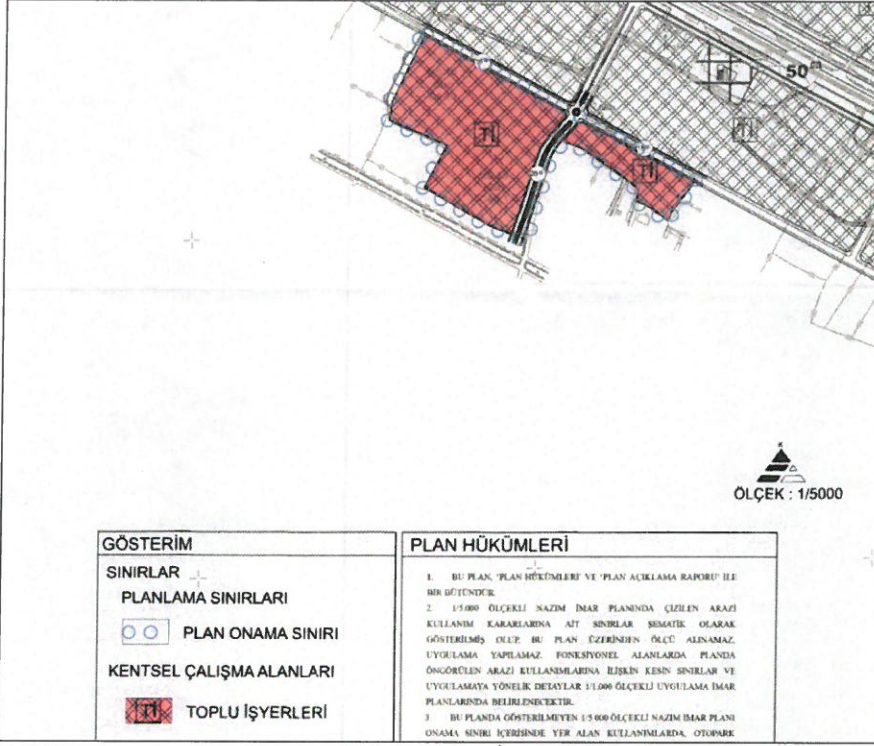 50ᵐ
Tİ
Tİ
Tİ
ÖLÇEK : 1/5000
GÖSTERİM
SINIRLAR
PLANLAMA SINIRLARI
PLAN ONAMA SINIRI
KENTSEL ÇALIŞMA ALANLARI
Tİ TOPLU İŞYERLERİ
PLAN HÜKÜMLERİ
1. BU PLAN, 'PLAN HÜKÜMLERİ' VE 'PLAN AÇIKLAMA RAPORU' İLE
BİR BÜTÜNDÜR.
2. 1/5.000 ÖLÇEKLİ NAZIM İMAR PLANINDA ÇİZİLEN ARAZİ
KULLANIM KARARLARINA AİT SINIRLAR ŞEMATİK OLARAK
GÖSTERİLMİŞ OLUP, BU PLAN ÜZERİNDEN ÖLÇÜ ALINAMAZ,
UYGULAMA YAPILAMAZ. FONKSİYONEL ALANLARDA PLANDA
ÖNGÖRÜLEN ARAZİ KULLANIMLARINA İLİŞKİN KESİN SINIRLAR VE
UYGULAMAYA YÖNELİK DETAYLAR 1/1.000 ÖLÇEKLİ UYGULAMA İMAR
PLANLARINDA BELİRLENECEKTİR.
3. BU PLANDA GÖSTERİLMEYEN 1/5.000 ÖLÇEKLİ NAZIM İMAR PLANI
ONAMA SINIRI İÇERİSİNDE YER ALAN KULLANIMLARDA, OTOPARK